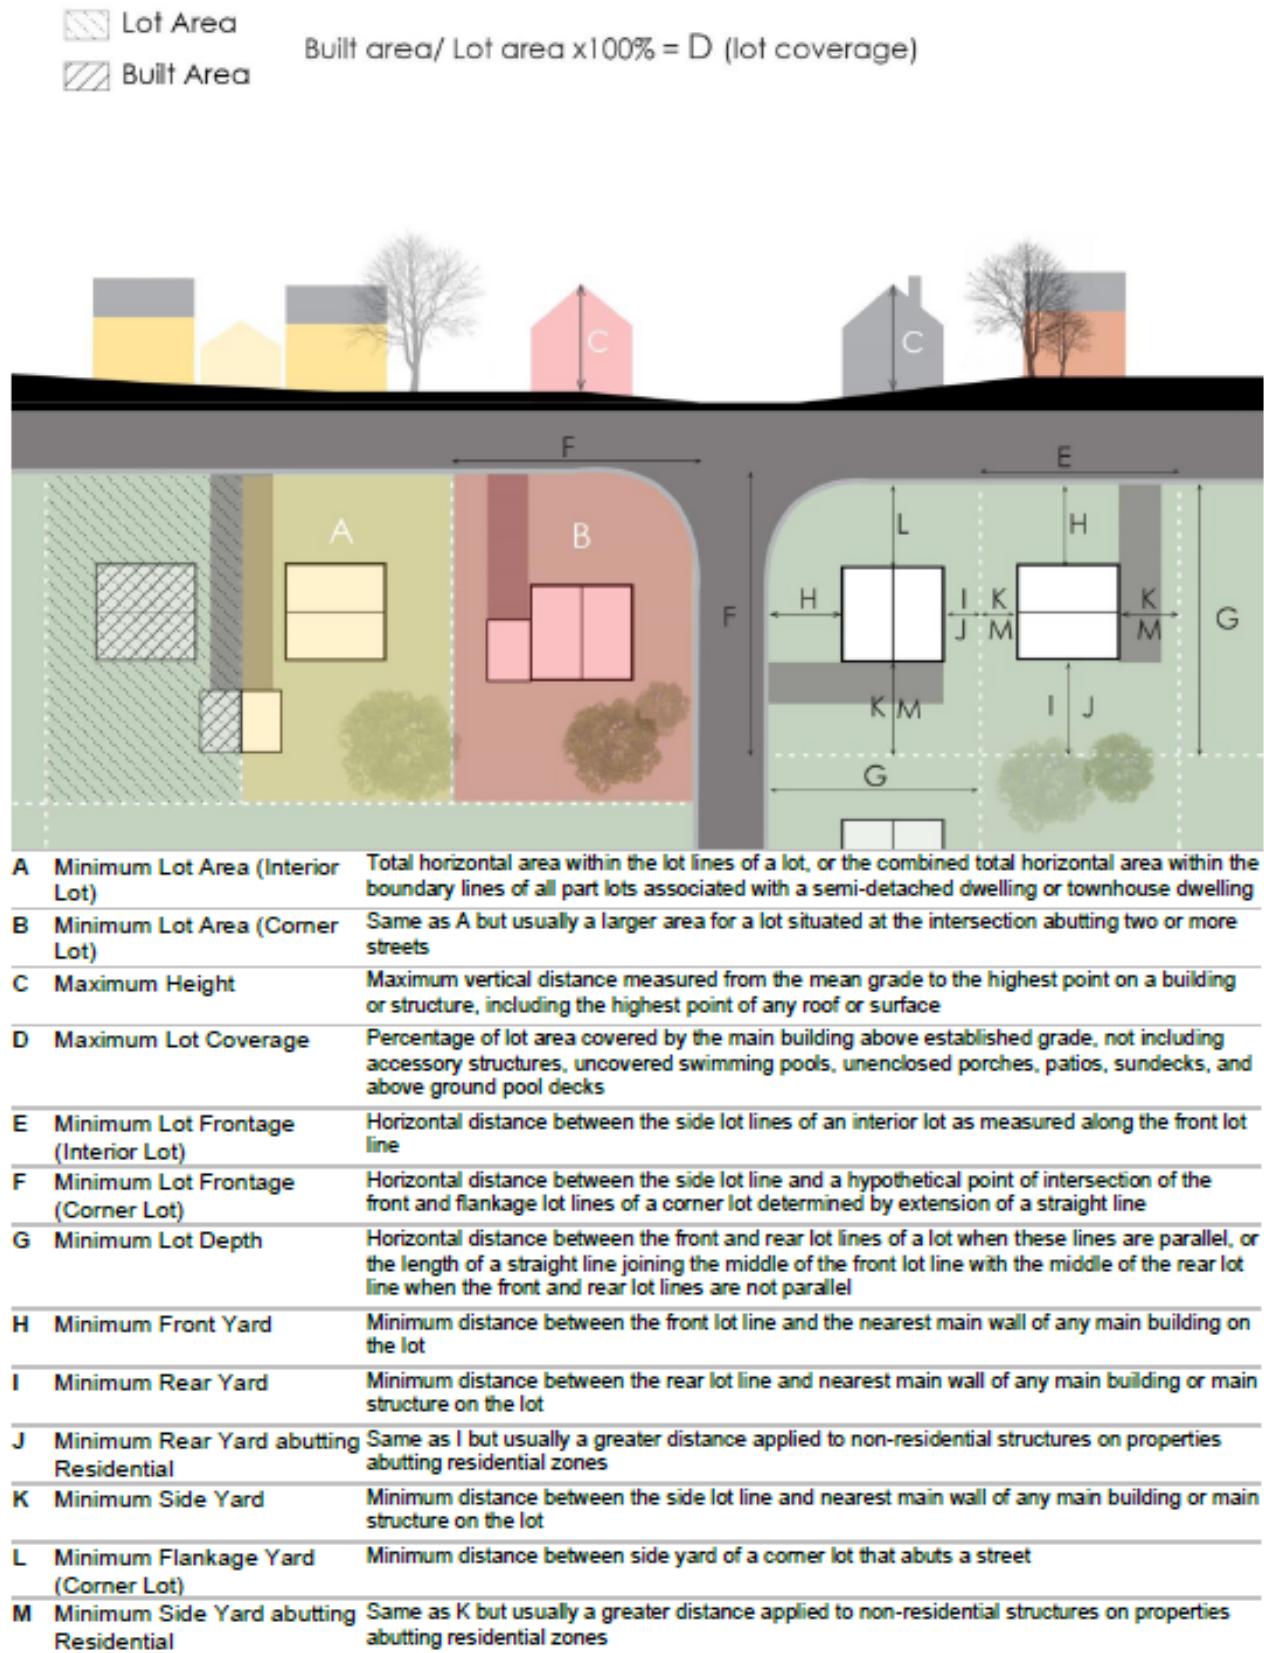 Lot Area
Built Area
Built area/ Lot area x100% = D (lot coverage)
C
C
F
E
A
B
L
H
F
H
I
K
K
G
J
M
M
K
M
I
J
G
A Minimum Lot Area (Interior Lot)
Total horizontal area within the lot lines of a lot, or the combined total horizontal area within the
boundary lines of all part lots associated with a semi-detached dwelling or townhouse dwelling
B Minimum Lot Area (Corner Lot)
Same as A but usually a larger area for a lot situated at the intersection abutting two or more
streets
C Maximum Height
Maximum vertical distance measured from the mean grade to the highest point on a building
or structure, including the highest point of any roof or surface
D Maximum Lot Coverage
Percentage of lot area covered by the main building above established grade, not including
accessory structures, uncovered swimming pools, unenclosed porches, patios, sundecks, and
above ground pool decks
E Minimum Lot Frontage
(Interior Lot)
Horizontal distance between the side lot lines of an interior lot as measured along the front lot
line
F Minimum Lot Frontage
(Corner Lot)
Horizontal distance between the side lot line and a hypothetical point of intersection of the
front and flankage lot lines of a corner lot determined by extension of a straight line
G Minimum Lot Depth
Horizontal distance between the front and rear lot lines of a lot when these lines are parallel, or
the length of a straight line joining the middle of the front lot line with the middle of the rear lot
line when the front and rear lot lines are not parallel
H Minimum Front Yard
Minimum distance between the front lot line and the nearest main wall of any main building on
the lot
I Minimum Rear Yard
Minimum distance between the rear lot line and nearest main wall of any main building or main
structure on the lot
J Minimum Rear Yard abutting
Residential
Same as I but usually a greater distance applied to non-residential structures on properties
abutting residential zones
K Minimum Side Yard
Minimum distance between the side lot line and nearest main wall of any main building or main
structure on the lot
L Minimum Flankage Yard
(Corner Lot)
Minimum distance between side yard of a corner lot that abuts a street
M Minimum Side Yard abutting
Residential
Same as K but usually a greater distance applied to non-residential structures on properties
abutting residential zones